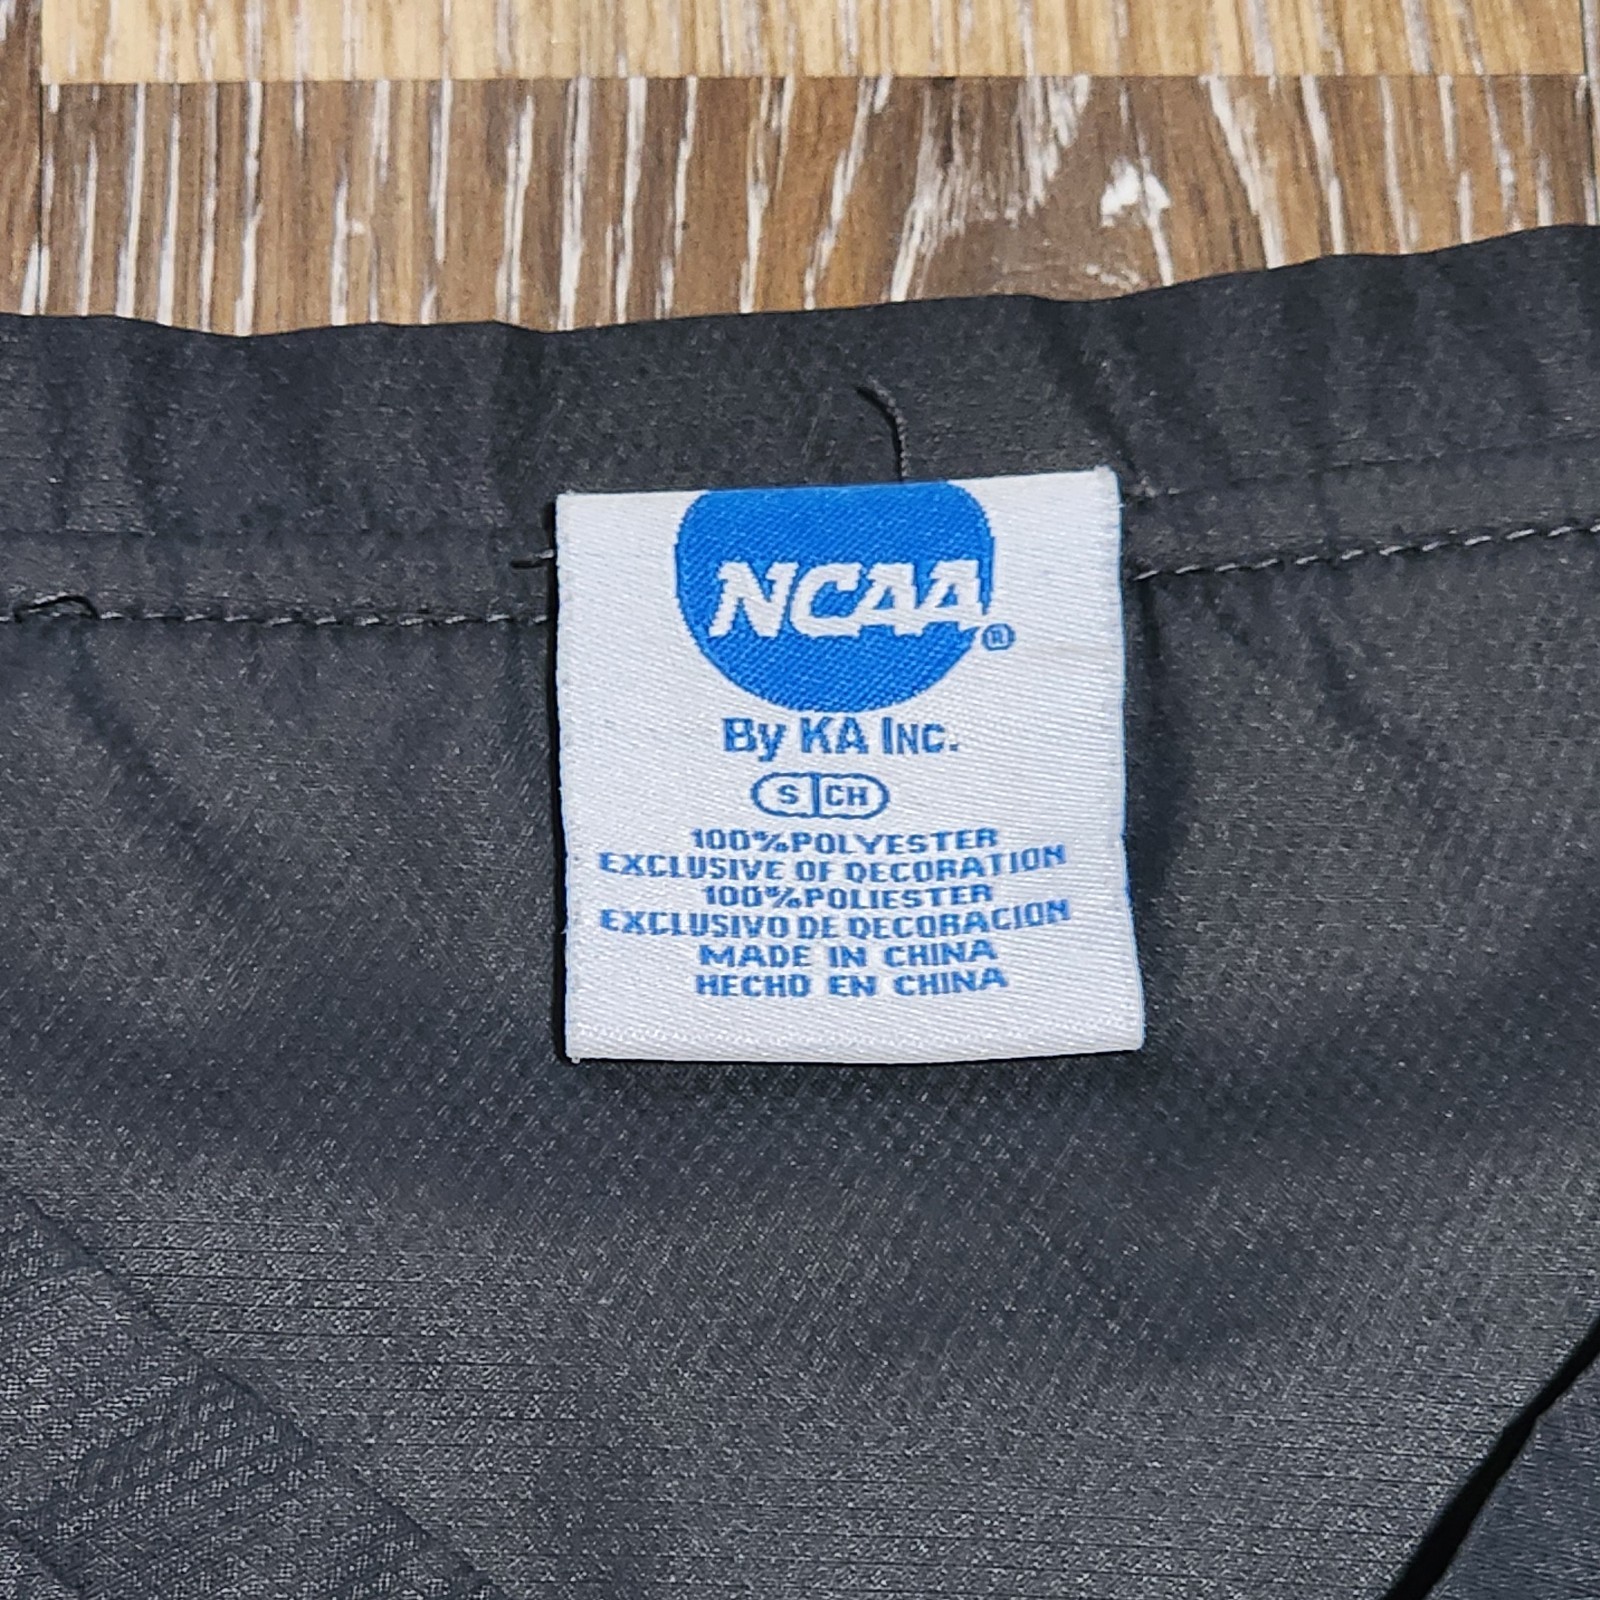 NCAA®
By KA Inc.
S CH
100%POLYESTER
EXCLUSIVE OF DECORATION
100%POLIESTER
EXCLUSIVO DE DECORACION
MADE IN CHINA
HECHO EN CHINA